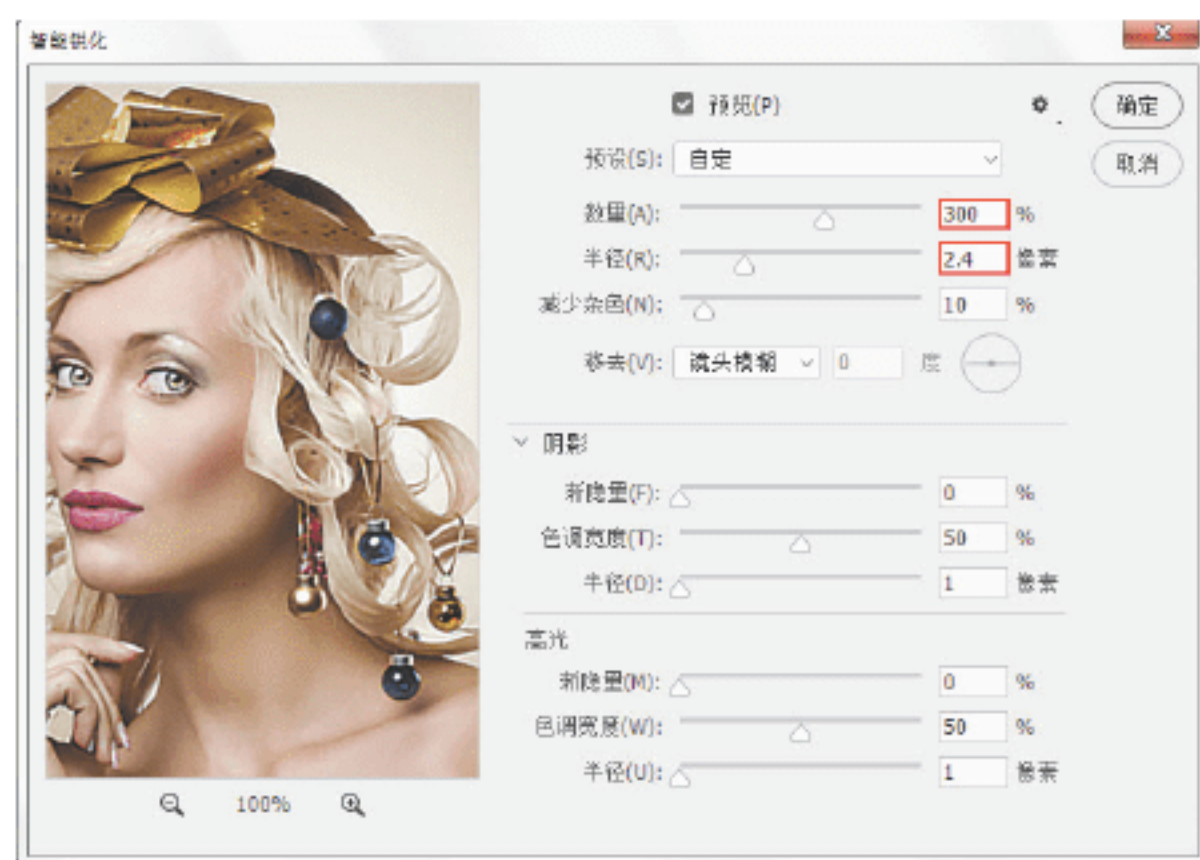 智能锐化
预览(P)
确定
预设(S): 自定
取消
数量(A): 300 %
半径(R): 2.4 像素
减少杂色(N): 10 %
移去(V): 镜头模糊 0 度
阴影
渐隐量(F): 0 %
色调宽度(T): 50 %
半径(D): 1 像素
高光
渐隐量(M): 0 %
色调宽度(W): 50 %
半径(U): 1 像素
100%